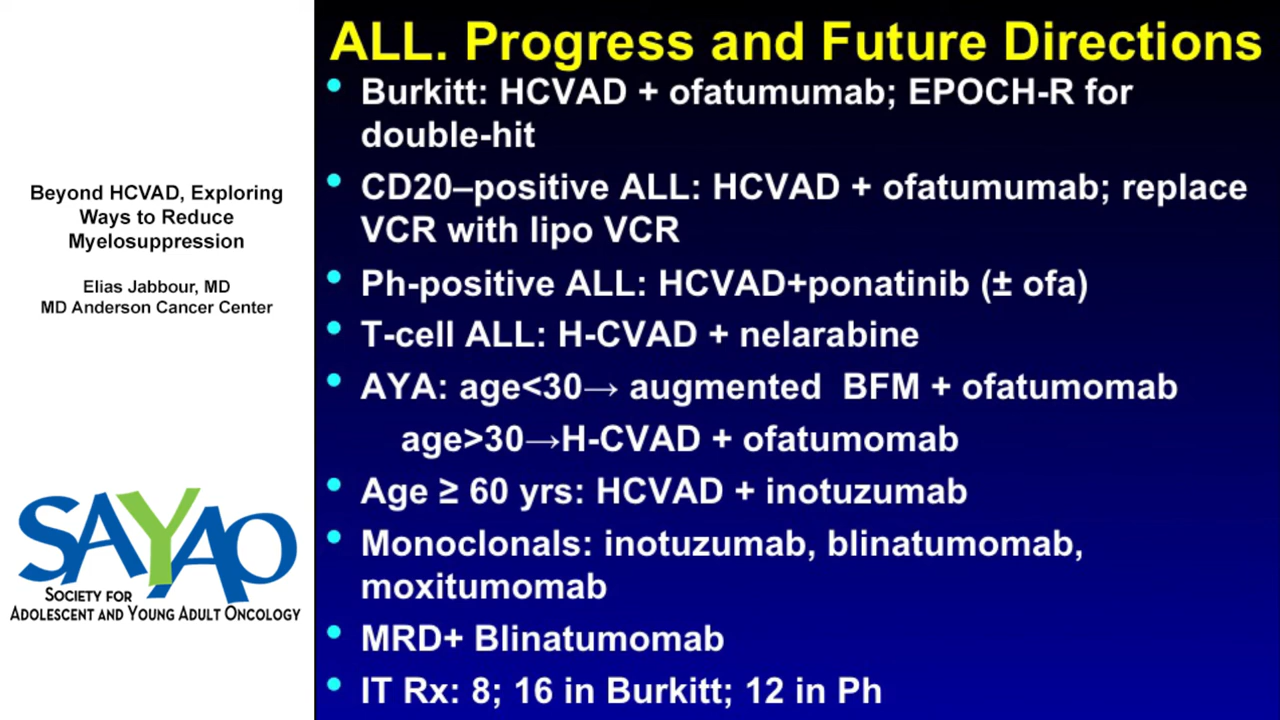 Beyond HCVAD, Exploring
Ways to Reduce
Myelosuppression
Elias Jabbour, MD
MD Anderson Cancer Center
SAYAO
SOCIETY FOR
ADOLESCENT AND YOUNG ADULT ONCOLOGY
ALL. Progress and Future Directions
• Burkitt: HCVAD + ofatumumab; EPOCH-R for
double-hit
• CD20–positive ALL: HCVAD + ofatumumab; replace
VCR with lipo VCR
• Ph-positive ALL: HCVAD+ponatinib (± ofa)
• T-cell ALL: H-CVAD + nelarabine
• AYA: age<30→ augmented BFM + ofatumomab
age>30→H-CVAD + ofatumomab
• Age ≥ 60 yrs: HCVAD + inotuzumab
• Monoclonals: inotuzumab, blinatumomab,
moxitumomab
• MRD+ Blinatumomab
• IT Rx: 8; 16 in Burkitt; 12 in Ph